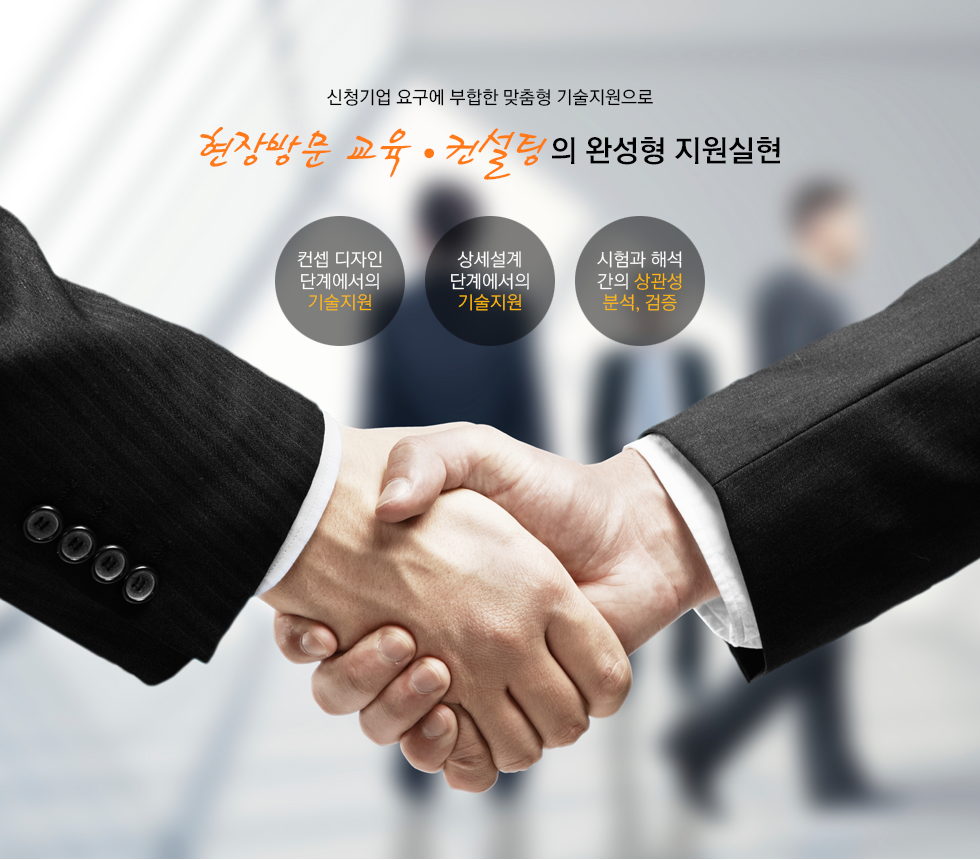 신청기업 요구에 부합한 맞춤형 기술지원으로
현장방문 교육 • 컨설팅의 완성형 지원실현
컨셉 디자인
단계에서의
기술지원
상세설계
단계에서의
기술지원
시험과 해석
간의 상관성
분석, 검증